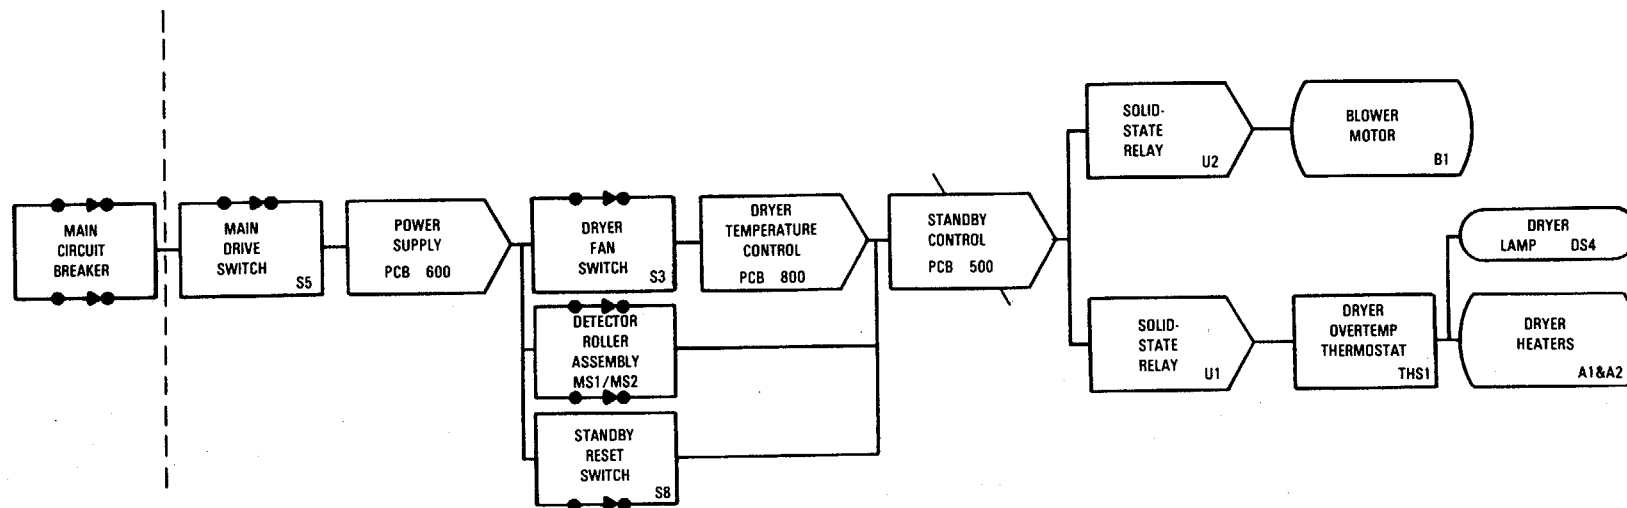 MAIN
CIRCUIT
BREAKER
MAIN
DRIVE
SWITCH
S5
POWER
SUPPLY
PCB 600
DRYER
FAN
SWITCH
S3
DETECTOR
ROLLER
ASSEMBLY
MS1/MS2
STANDBY
RESET
SWITCH
S8
DRYER
TEMPERATURE
CONTROL
PCB 800
STANDBY
CONTROL
PCB 500
SOLID-
STATE
RELAY
U2
BLOWER
MOTOR
B1
SOLID-
STATE
RELAY
U1
DRYER
OVERTEMP
THERMOSTAT
THS1
DRYER
LAMP DS4
DRYER
HEATERS
A1&A2